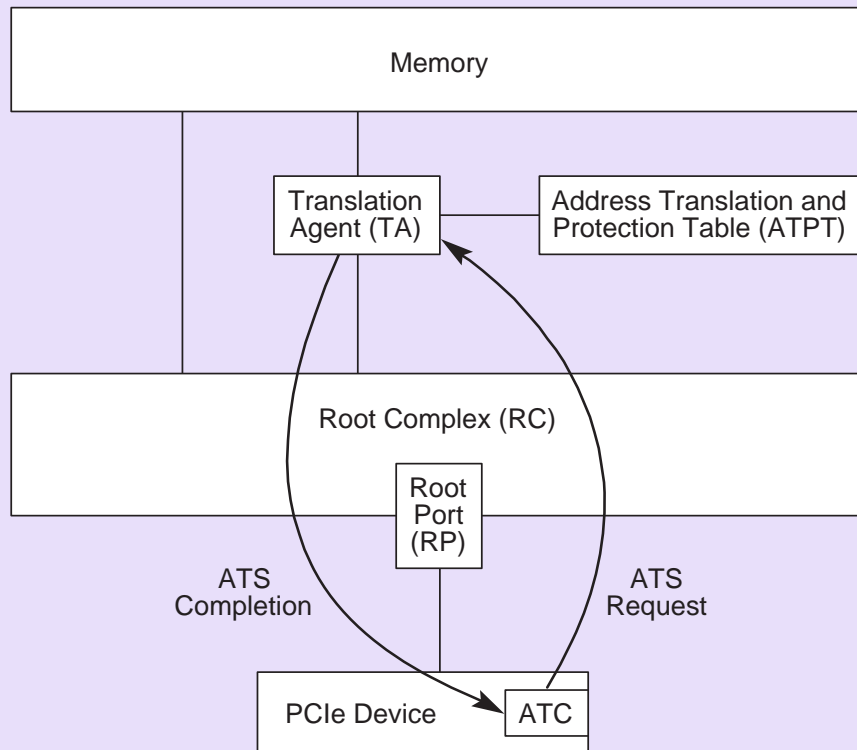 Memory
Translation
Agent (TA)
Address Translation and
Protection Table (ATPT)
Root Complex (RC)
Root
Port
(RP)
ATS
Completion
ATS
Request
PCIe Device
ATC